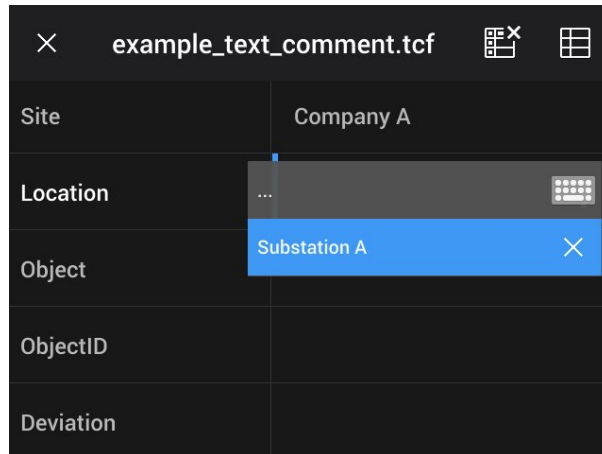 example_text_comment.tcf
Site
Company A
Location
...
Substation A
Object
ObjectID
Deviation